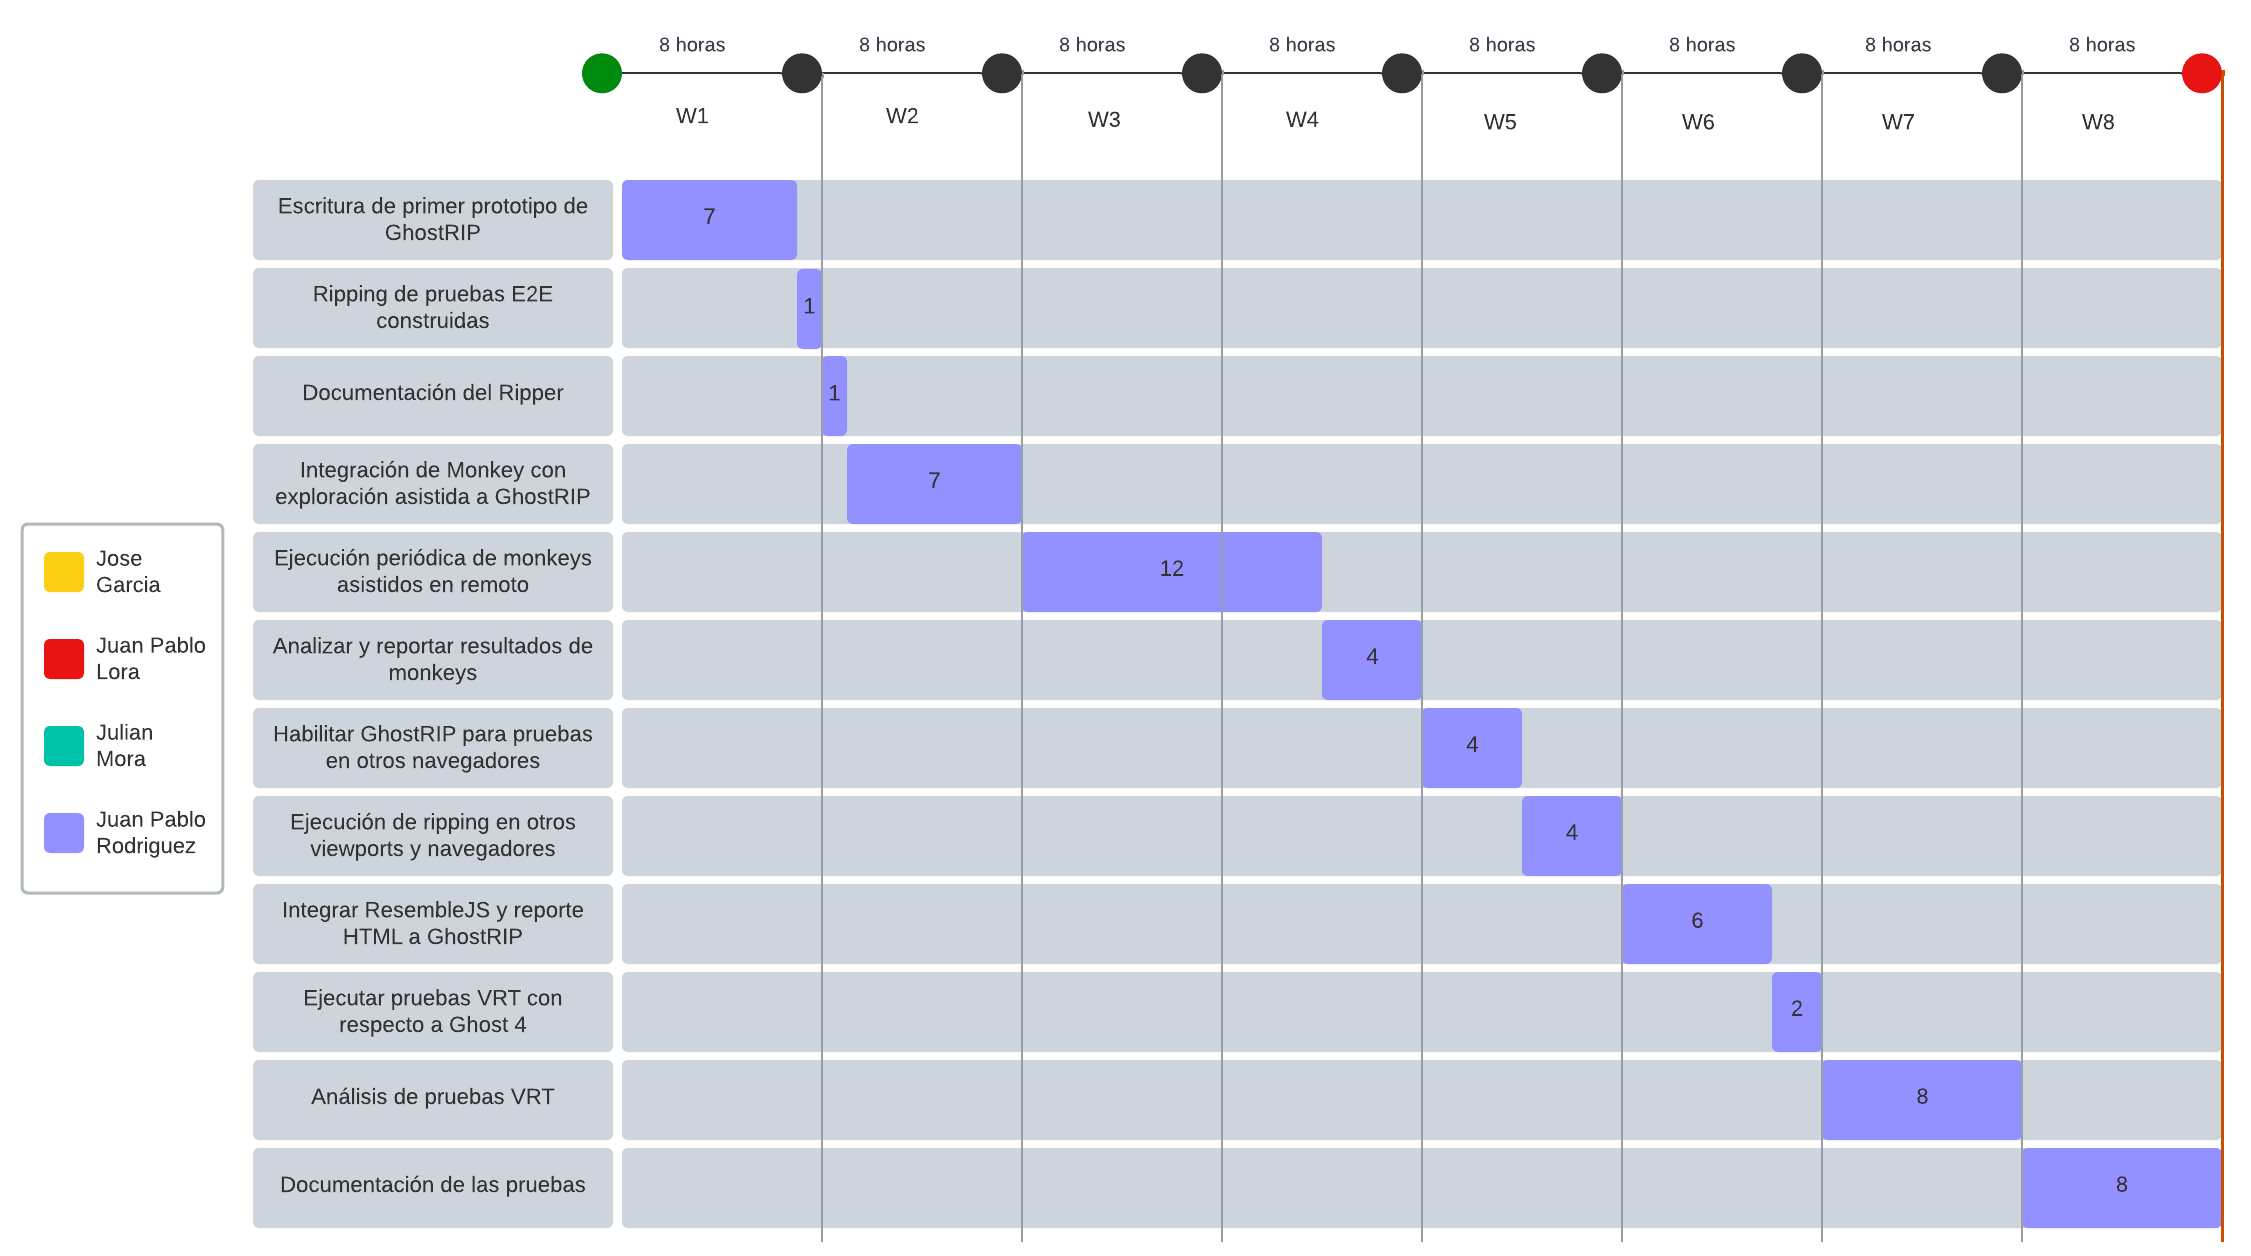 8 horas 8 horas 8 horas 8 horas 8 horas 8 horas 8 horas 8 horas
W1 W2 W3 W4 W5 W6 W7 W8
Escritura de primer prototipo de
GhostRIP
7
Ripping de pruebas E2E
construidas
1
Documentación del Ripper
1
Integración de Monkey con
exploración asistida a GhostRIP
7
Ejecución periódica de monkeys
asistidos en remoto
12
Analizar y reportar resultados de
monkeys
4
Habilitar GhostRIP para pruebas
en otros navegadores
4
Ejecución de ripping en otros
viewports y navegadores
4
Integrar ResembleJS y reporte
HTML a GhostRIP
6
Ejecutar pruebas VRT con
respecto a Ghost 4
2
Análisis de pruebas VRT
8
Documentación de las pruebas
8
Jose
Garcia
Juan Pablo
Lora
Julian
Mora
Juan Pablo
Rodriguez